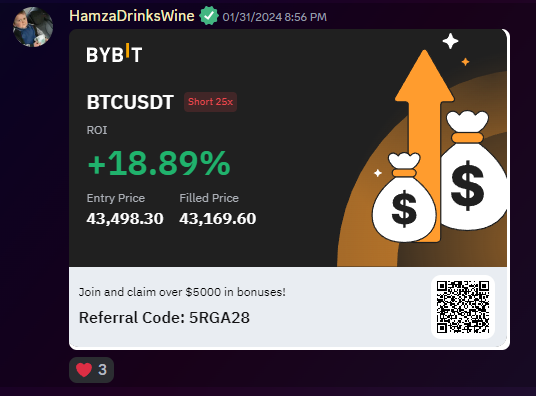 HamzaDrinksWine 01/31/2024 8:56 PM
BYBIT
BTCUSDT Short 25x
ROI
+18.89%
Entry Price Filled Price
43,498.30 43,169.60
$ $
Join and claim over $5000 in bonuses!
Referral Code: 5RGA28
3